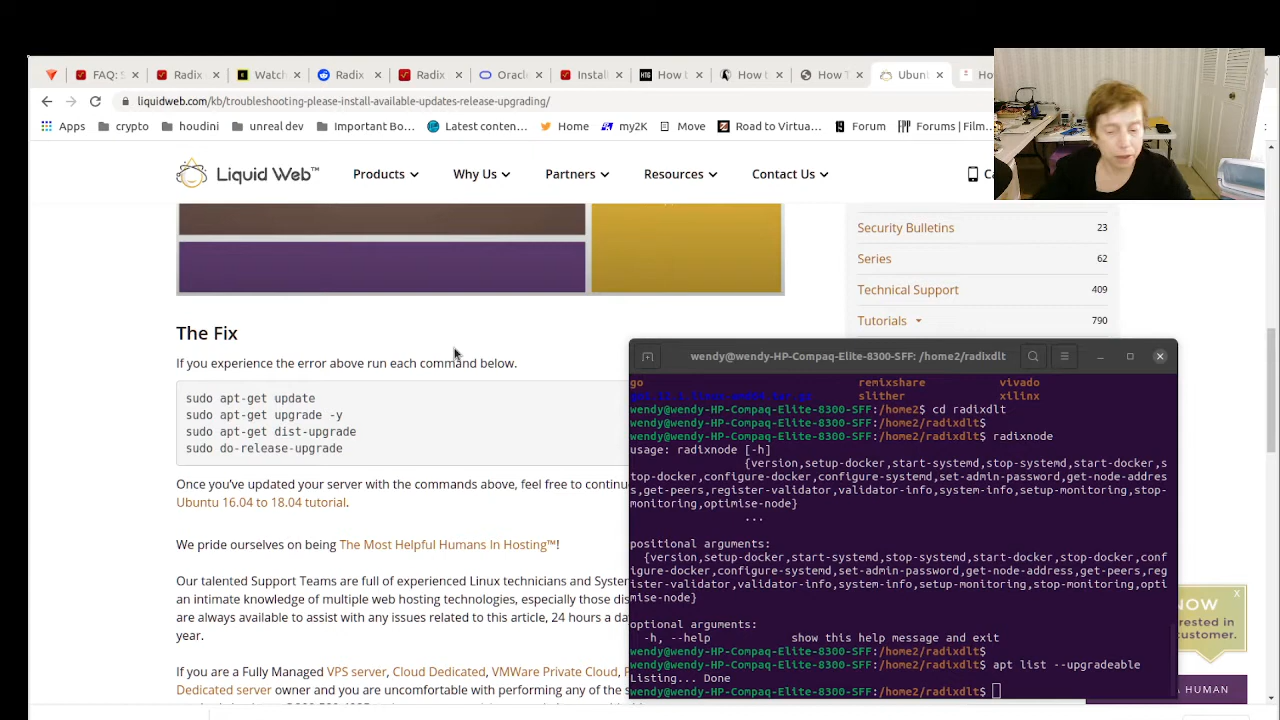 FAQ: S
Radix
Watch
Radix
Radix
Orac
Install
How t
How t
How T
Ubunt
How t
liquidweb.com/kb/troubleshooting-please-install-available-updates-release-upgrading/
Apps crypto houdini unreal dev Important Bo... Latest conten... Home my2K Move Road to Virtua... Forum Forums | Film...
Liquid Web™ Products Why Us Partners Resources Contact Us
Security Bulletins 23
Series 62
Technical Support 409
Tutorials 790
The Fix
If you experience the error above run each command below.
sudo apt-get update
sudo apt-get upgrade -y
sudo apt-get dist-upgrade
sudo do-release-upgrade
Once you've updated your server with the commands above, feel free to continu
Ubuntu 16.04 to 18.04 tutorial.
We pride ourselves on being The Most Helpful Humans In Hosting™!
Our talented Support Teams are full of experienced Linux technicians and Syster
an intimate knowledge of multiple web hosting technologies, especially those dis
are always available to assist with any issues related to this article, 24 hours a da
year.
If you are a Fully Managed VPS server, Cloud Dedicated, VMWare Private Cloud,
Dedicated server owner and you are uncomfortable with performing any of the s
wendy@wendy-HP-Compaq-Elite-8300-SFF: /home2/radixdlt
go remixshare vivado
slither xilinx
wendy@wendy-HP-Compaq-Elite-8300-SFF:/home2$ cd radixdlt
wendy@wendy-HP-Compaq-Elite-8300-SFF:/home2/radixdlt$
wendy@wendy-HP-Compaq-Elite-8300-SFF:/home2/radixdlt$ radixnode
usage: radixnode [-h]
{version,setup-docker,start-systemd,stop-systemd,start-docker,s
top-docker,configure-docker,configure-systemd,set-admin-password,get-node-addres
s,get-peers,register-validator,validator-info,system-info,setup-monitoring,stop-
monitoring,optimise-node}
...
positional arguments:
{version,setup-docker,start-systemd,stop-systemd,start-docker,stop-docker,conf
igure-docker,configure-systemd,set-admin-password,get-node-address,get-peers,reg
ister-validator,validator-info,system-info,setup-monitoring,stop-monitoring,opti
mise-node}
optional arguments:
-h, --help show this help message and exit
wendy@wendy-HP-Compaq-Elite-8300-SFF:/home2/radixdlt$
wendy@wendy-HP-Compaq-Elite-8300-SFF:/home2/radixdlt$ apt list --upgradeable
Listing... Done
wendy@wendy-HP-Compaq-Elite-8300-SFF:/home2/radixdlt$
NOW
X
erested in
customer.
A HUMAN